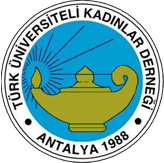 TÜRK ÜNİVERSİTELİ KADINLAR DERNEĞİ
• ANTALYA 1988 •